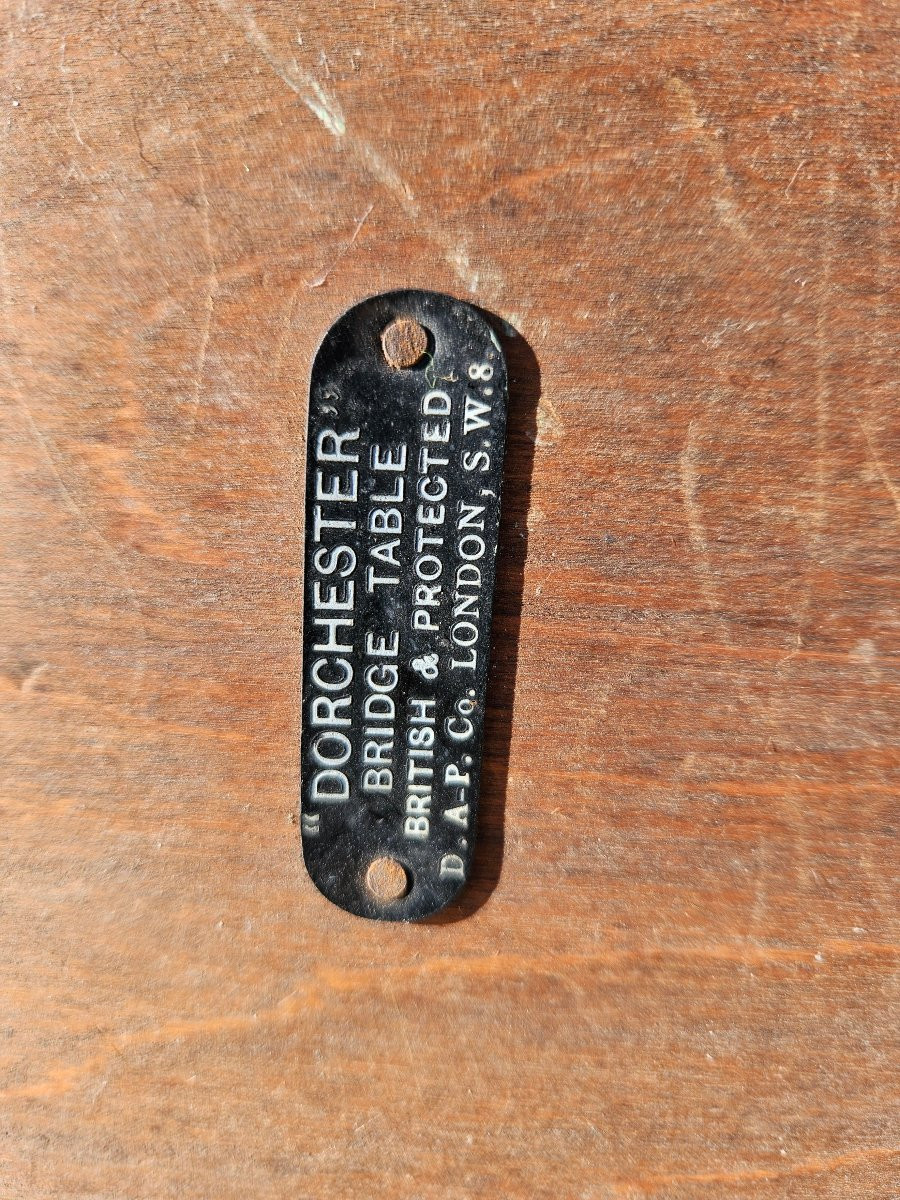 “DORCHESTER”
BRIDGE TABLE
BRITISH & PROTECTED
D. A-P. Co. LONDON, S.W.8.